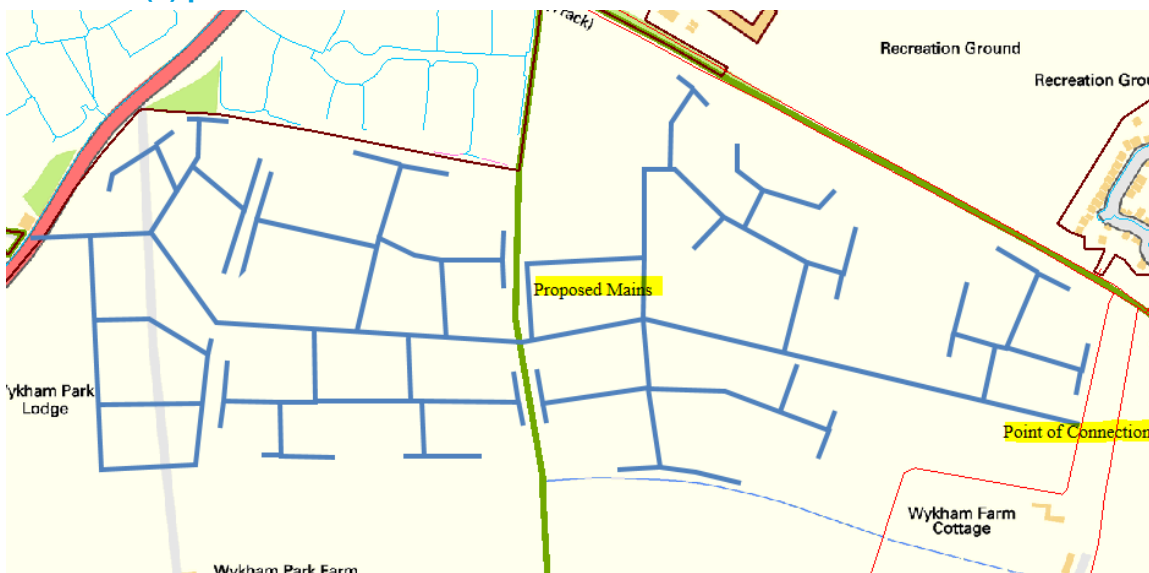 rack)
Recreation Ground
Recreation Grou
Proposed Mains
ykham Park
Lodge
Point of Connection
Wykham Farm
Cottage
Wykham Park Farm